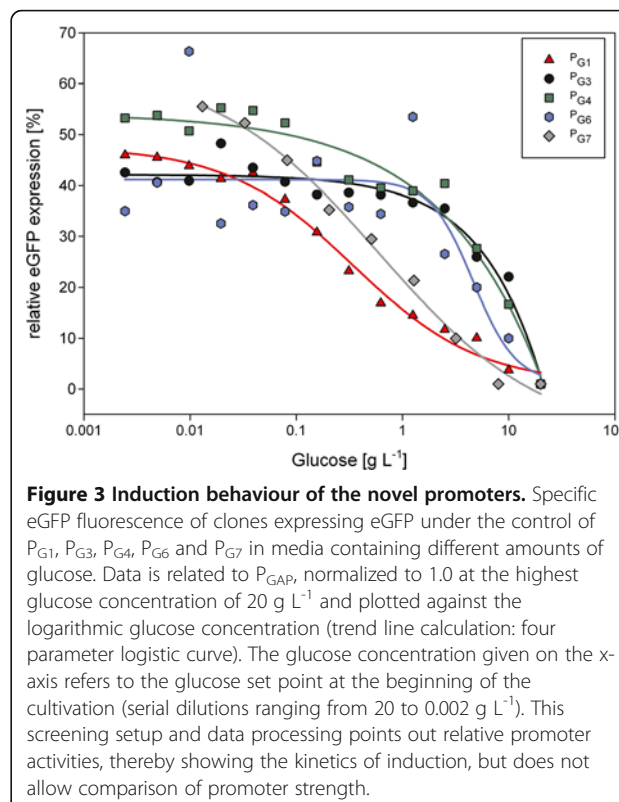 70
60
50
40
30
20
10
0
relative eGFP expression [%]
PG1
PG3
PG4
PG6
PG7
0.001 0.01 0.1 1 10 10
Glucose [g L-1]
Figure 3 Induction behaviour of the novel promoters. Specific
eGFP fluorescence of clones expressing eGFP under the control of
PG1, PG3, PG4, PG6 and PG7 in media containing different amounts of
glucose. Data is related to PGAP, normalized to 1.0 at the highest
glucose concentration of 20 g L-1 and plotted against the
logarithmic glucose concentration (trend line calculation: four
parameter logistic curve). The glucose concentration given on the x-
axis refers to the glucose set point at the beginning of the
cultivation (serial dilutions ranging from 20 to 0.002 g L-1). This
screening setup and data processing points out relative promoter
activities, thereby showing the kinetics of induction, but does not
allow comparison of promoter strength.